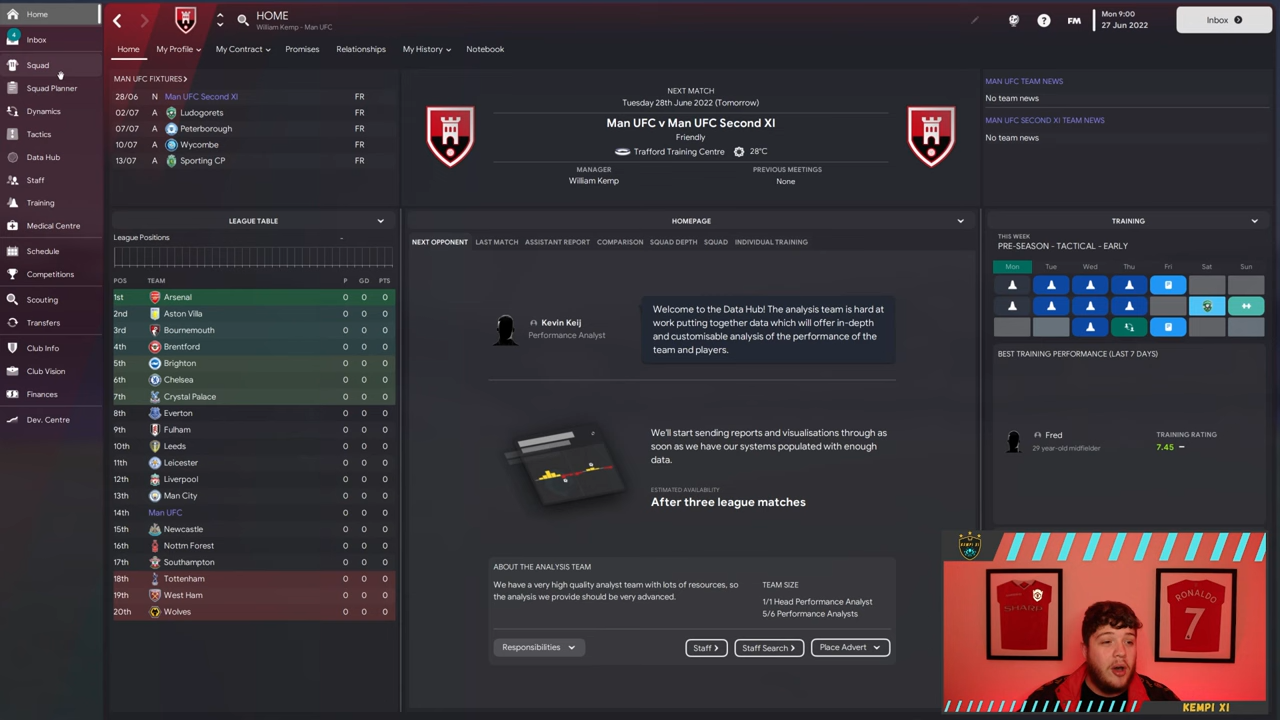 Home
4
Inbox
Squad
Squad Planner
Dynamics
Tactics
Data Hub
Staff
Training
Medical Centre
Schedule
Competitions
Scouting
Transfers
Club Info
Club Vision
Finances
Dev. Centre
HOME
William Kemp - Man UFC
?
FM
Mon 9:00
27 Jun 2022
Inbox
Home
My Profile
My Contract
Promises
Relationships
My History
Notebook
MAN UFC FIXTURES >
28/06 N Man UFC Second XI FR
02/07 A Ludogorets FR
07/07 A Peterborough FR
10/07 A Wycombe FR
13/07 A Sporting CP FR
NEXT MATCH
Tuesday 28th June 2022 (Tomorrow)
Man UFC v Man UFC Second XI
Friendly
Trafford Training Centre 28°C
MANAGER
William Kemp
PREVIOUS MEETINGS
None
MAN UFC TEAM NEWS
No team news
MAN UFC SECOND XI TEAM NEWS
No team news
LEAGUE TABLE
League Positions -
POS TEAM P GD PTS
1st Arsenal 0 0 0
2nd Aston Villa 0 0 0
3rd Bournemouth 0 0 0
4th Brentford 0 0 0
5th Brighton 0 0 0
6th Chelsea 0 0 0
7th Crystal Palace 0 0 0
8th Everton 0 0 0
9th Fulham 0 0 0
10th Leeds 0 0 0
11th Leicester 0 0 0
12th Liverpool 0 0 0
13th Man City 0 0 0
14th Man UFC 0 0 0
15th Newcastle 0 0 0
16th Nottm Forest 0 0 0
17th Southampton 0 0 0
18th Tottenham 0 0 0
19th West Ham 0 0 0
20th Wolves 0 0 0
HOMEPAGE
NEXT OPPONENT LAST MATCH ASSISTANT REPORT COMPARISON SQUAD DEPTH SQUAD INDIVIDUAL TRAINING
Kevin Keij
Performance Analyst
Welcome to the Data Hub! The analysis team is hard at
work putting together data which will offer in-depth
and customisable analysis of the performance of the
team and players.
We'll start sending reports and visualisations through as
soon as we have our systems populated with enough
data.
ESTIMATED AVAILABILITY
After three league matches
ABOUT THE ANALYSIS TEAM
We have a very high quality analyst team with lots of resources, so
the analysis we provide should be very advanced.
TEAM SIZE
1/1 Head Performance Analyst
5/6 Performance Analysts
Responsibilities
Staff >
Staff Search >
Place Advert
TRAINING
THIS WEEK
PRE-SEASON - TACTICAL - EARLY
Mon Tue Wed Thu Fri Sat Sun
BEST TRAINING PERFORMANCE (LAST 7 DAYS)
Fred
29 year-old midfielder
TRAINING RATING
7.45 -
KEMPI XI
SHARP
RONALDO
7
KEMPI XI